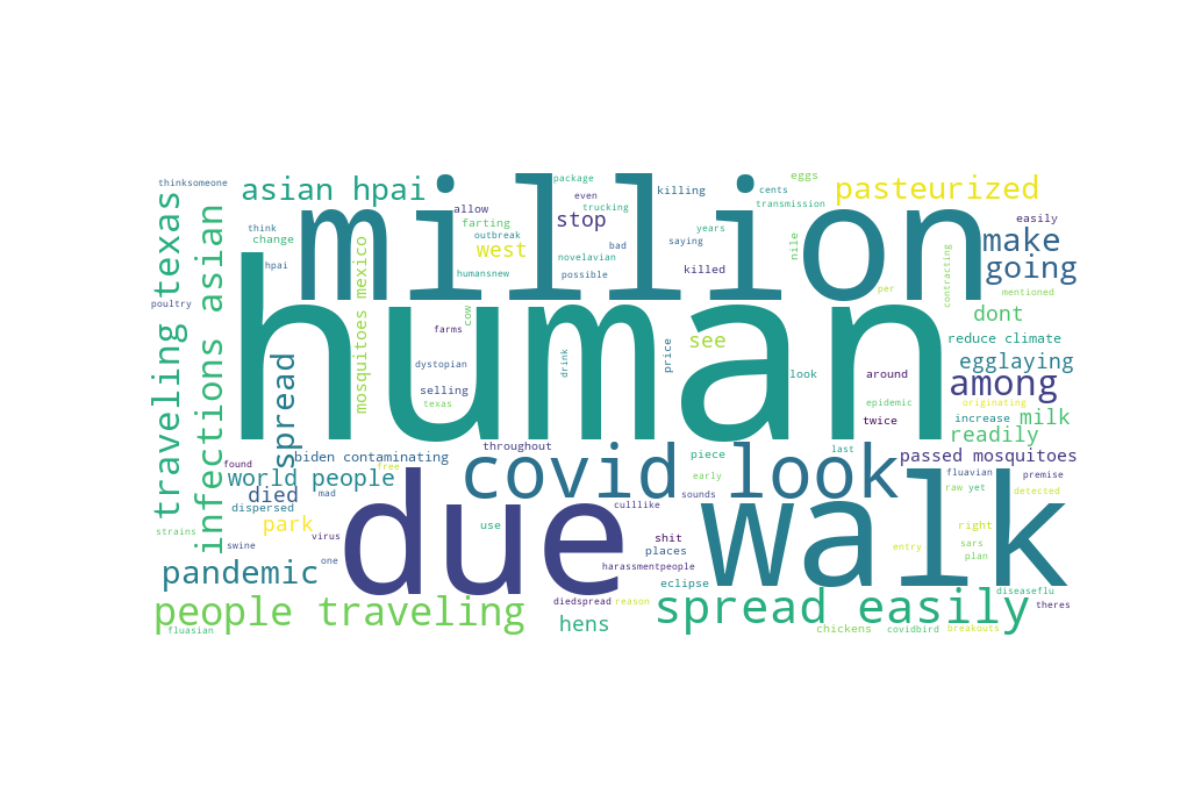 thinksomeone
asian hpai
million
package
even
killing
cents
eggs
pasteurized
trucking
transmission
allow
farting
stop
years
easily
think
change
outbreak
west
bad
saying
nile
make
hpai
humansnew
novelavian
possible
killed
going
contracting
mentioned
per
poultry
traveling texas
infections asian
mosquitoes mexico
human
cow
farms
dystopian
selling
texas
drink
price
see
look
around
epidemic
twice
dont
reduce climate
egglaying
among
originating
increase
milk
readily
spread
biden contaminating
throughout
covid look
piece
last
passed mosquitoes
found
free
world people
early
fluavian
premise
died
mad
sounds
raw yet
detected
dispersed
due
culllike
walk
strains
park
virus
use
shit
right
swine
one
places
entry
sars
plan
harassmentpeople
pandemic
eclipse
diseaseflu
people traveling
diedspread
reason
spread easily
theres
fluasian
hens
chickens
covidbird
breakouts